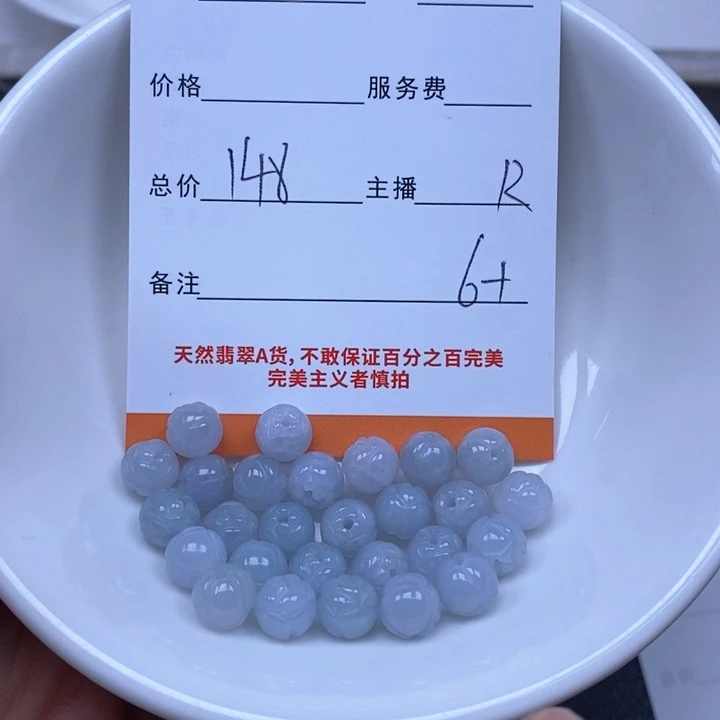 价格 服务费
总价 148 主播 R
备注 6+
天然翡翠A货,不敢保证百分之百完美
完美主义者慎拍